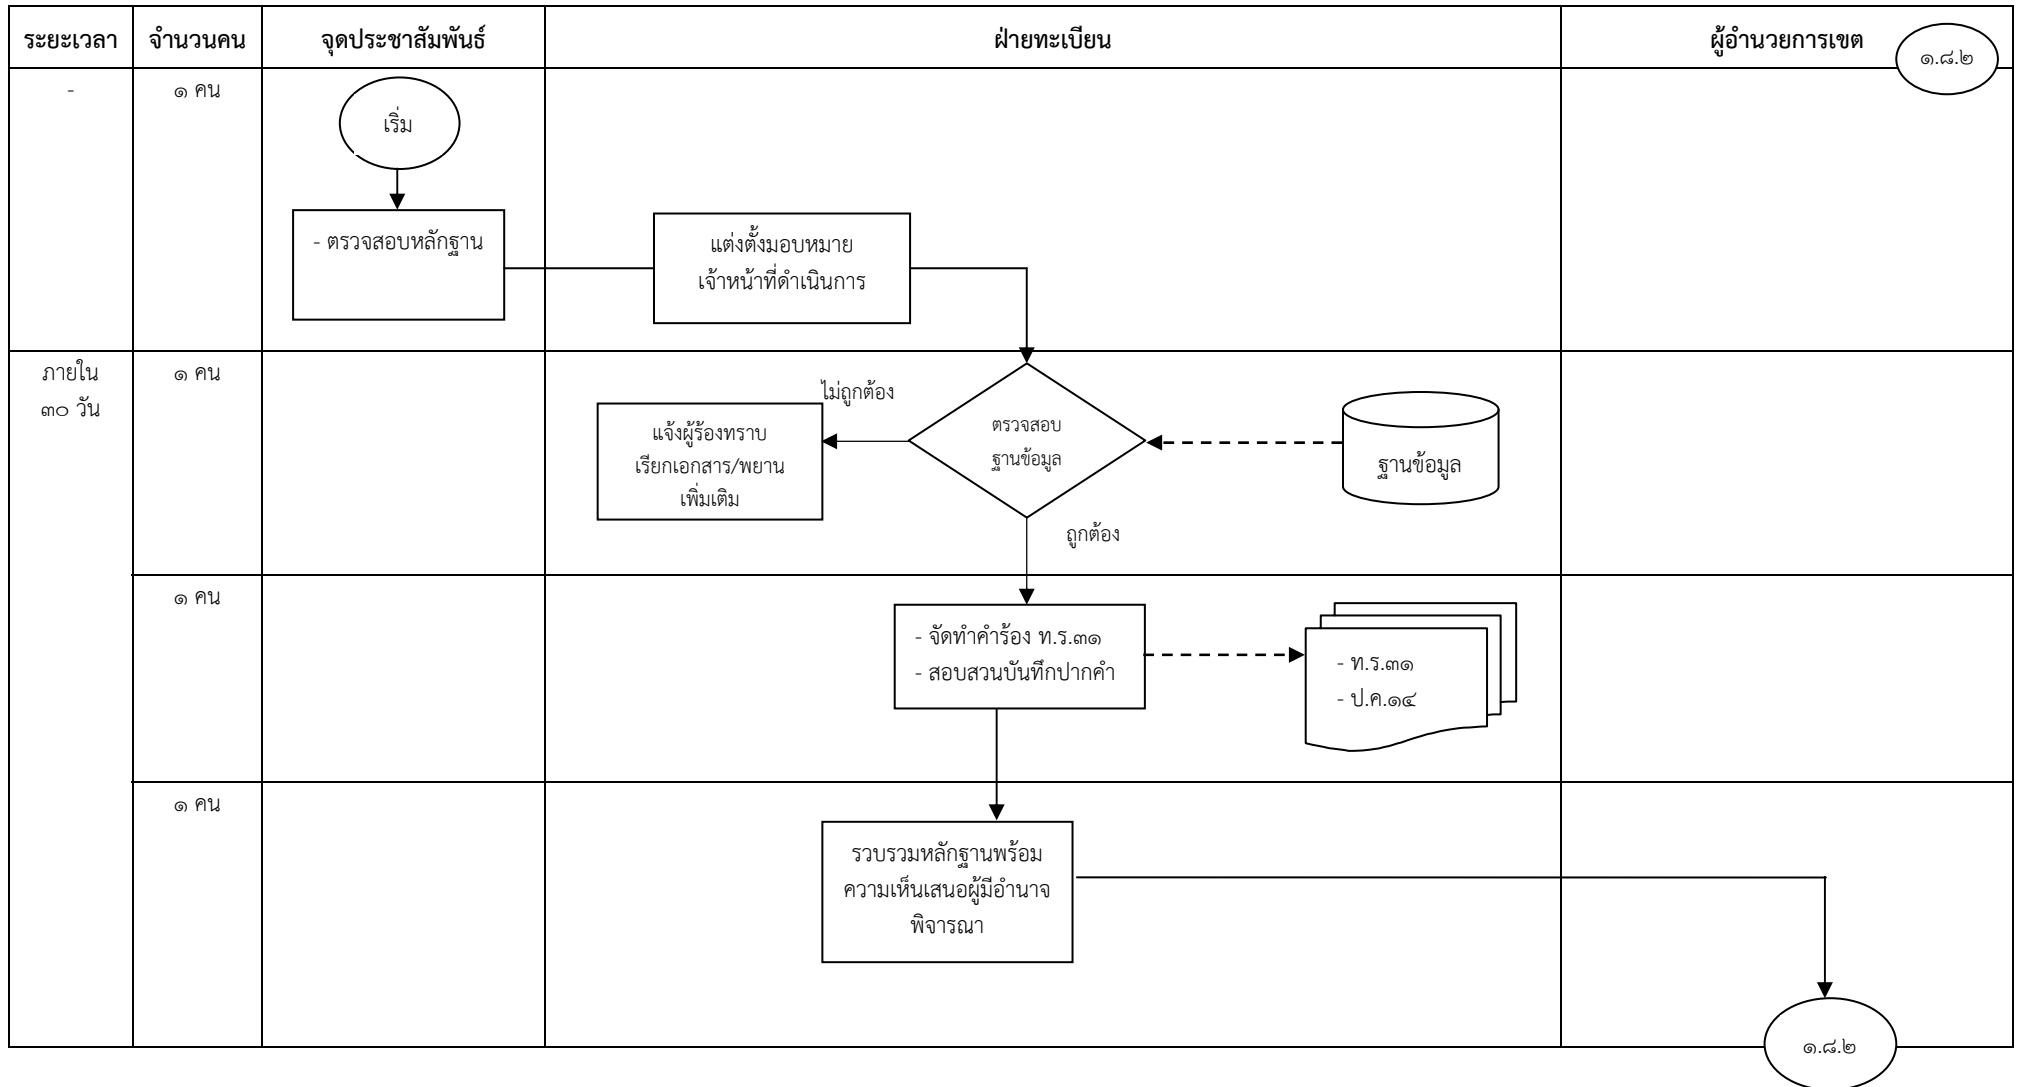 ระยะเวลา
จำนวนคน
จุดประชาสัมพันธ์
ฝ่ายทะเบียน
ผู้อำนวยการเขต
๑.๘.๒
-
๑ คน
เริ่ม
- ตรวจสอบหลักฐาน
แต่งตั้งมอบหมาย
เจ้าหน้าที่ดำเนินการ
ภายใน
๓๐ วัน
๑ คน
ไม่ถูกต้อง
แจ้งผู้ร้องทราบ
เรียกเอกสาร/พยาน
เพิ่มเติม
ตรวจสอบ
ฐานข้อมูล
ฐานข้อมูล
ถูกต้อง
๑ คน
- จัดทำคำร้อง ท.ร.๓๑
- สอบสวนบันทึกปากคำ
- ท.ร.๓๑
- ป.ค.๑๔
๑ คน
รวบรวมหลักฐานพร้อม
ความเห็นเสนอผู้มีอำนาจ
พิจารณา
๑.๘.๒